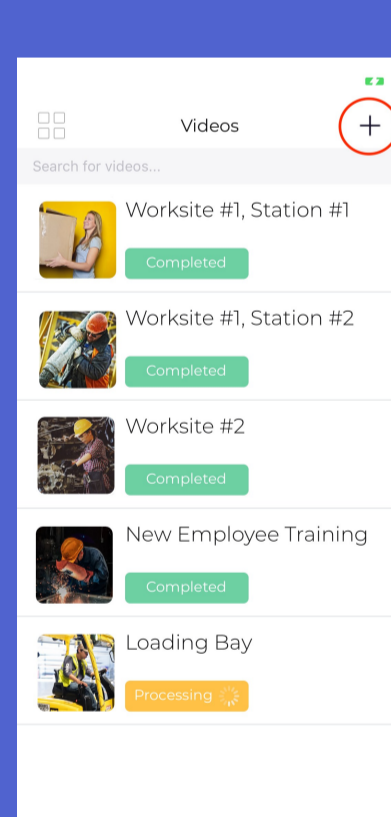 Videos
Search for videos...
Worksite #1, Station #1
Completed
Worksite #1, Station #2
Completed
Worksite #2
Completed
New Employee Training
Completed
Loading Bay
Processing